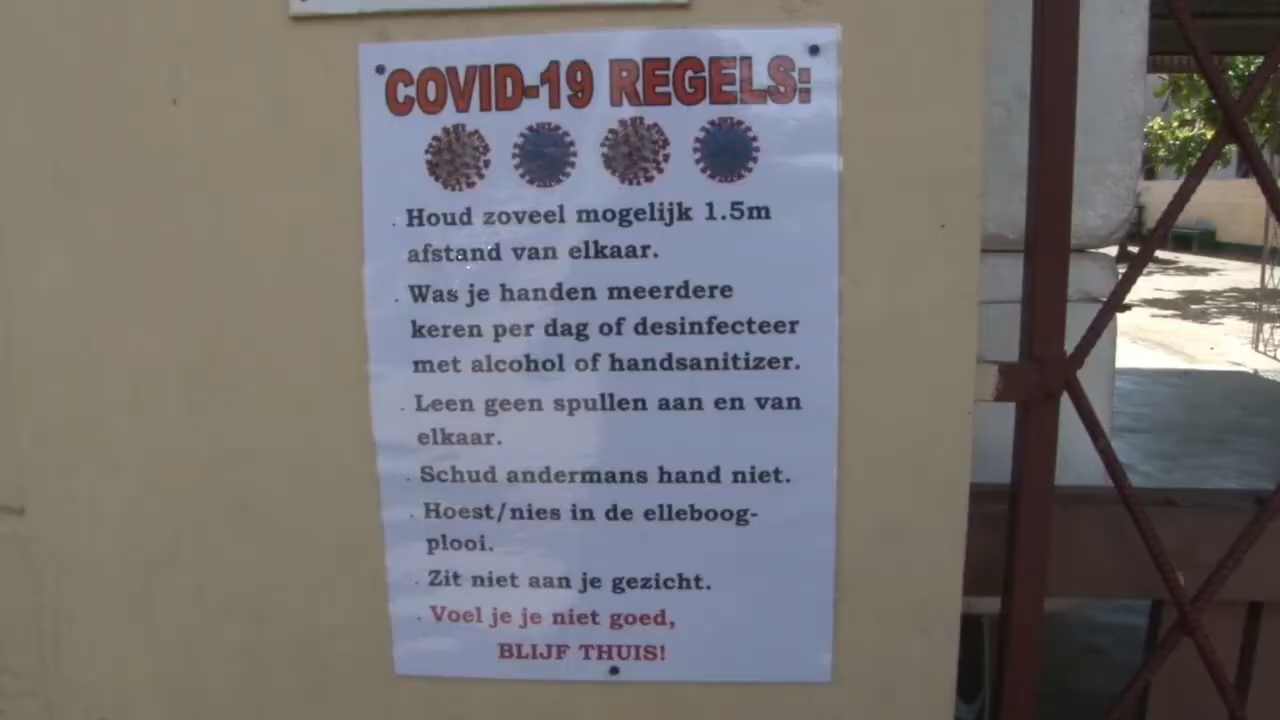 COVID-19 REGELS:
. Houd zoveel mogelijk 1.5m
afstand van elkaar.
. Was je handen meerdere
keren per dag of desinfecteer
met alcohol of handsanitizer.
. Leen geen spullen aan en van
elkaar.
. Schud andermans hand niet.
. Hoest/nies in de elleboog-
plooi.
. Zit niet aan je gezicht.
. Voel je je niet goed,
BLIJF THUIS!